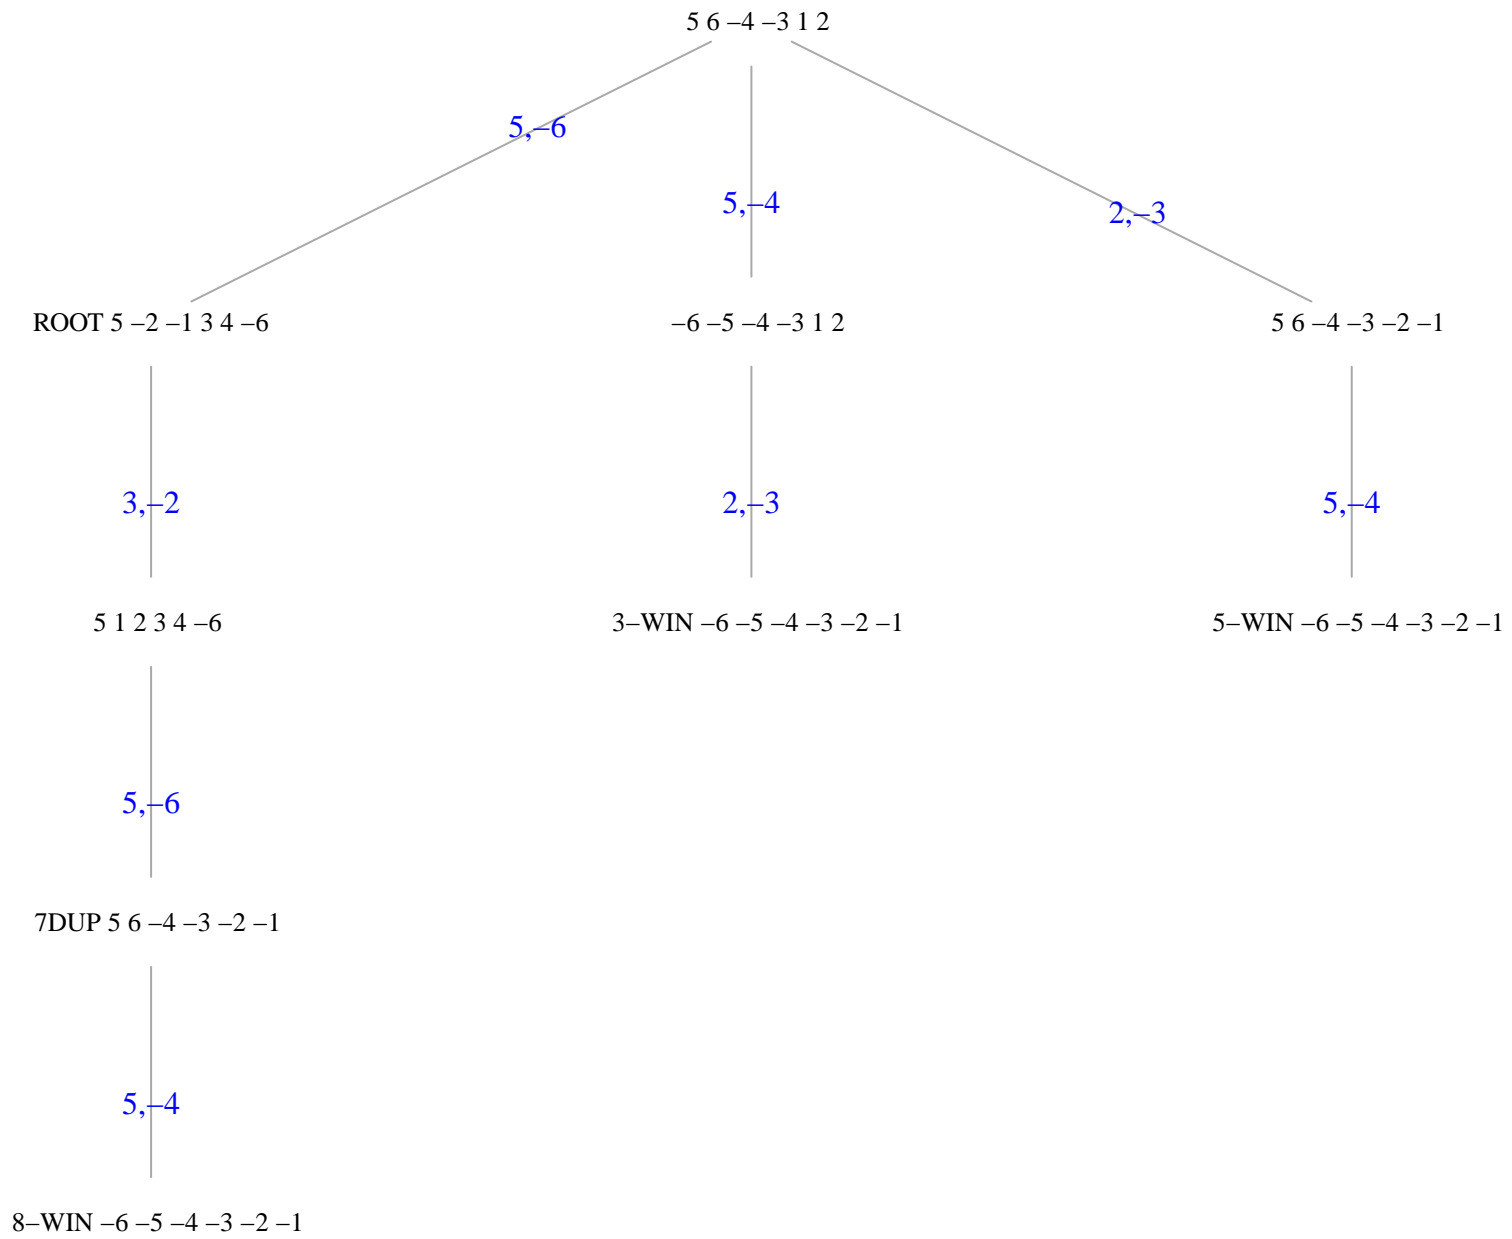 5 6 –4 –3 1 2
5,–6
5,–4
2,–3
ROOT 5 –2 –1 3 4 –6
–6 –5 –4 –3 1 2
5 6 –4 –3 –2 –1
3,–2
2,–3
5,–4
5 1 2 3 4 –6
3–WIN –6 –5 –4 –3 –2 –1
5–WIN –6 –5 –4 –3 –2 –1
5,–6
7DUP 5 6 –4 –3 –2 –1
5,–4
8–WIN –6 –5 –4 –3 –2 –1